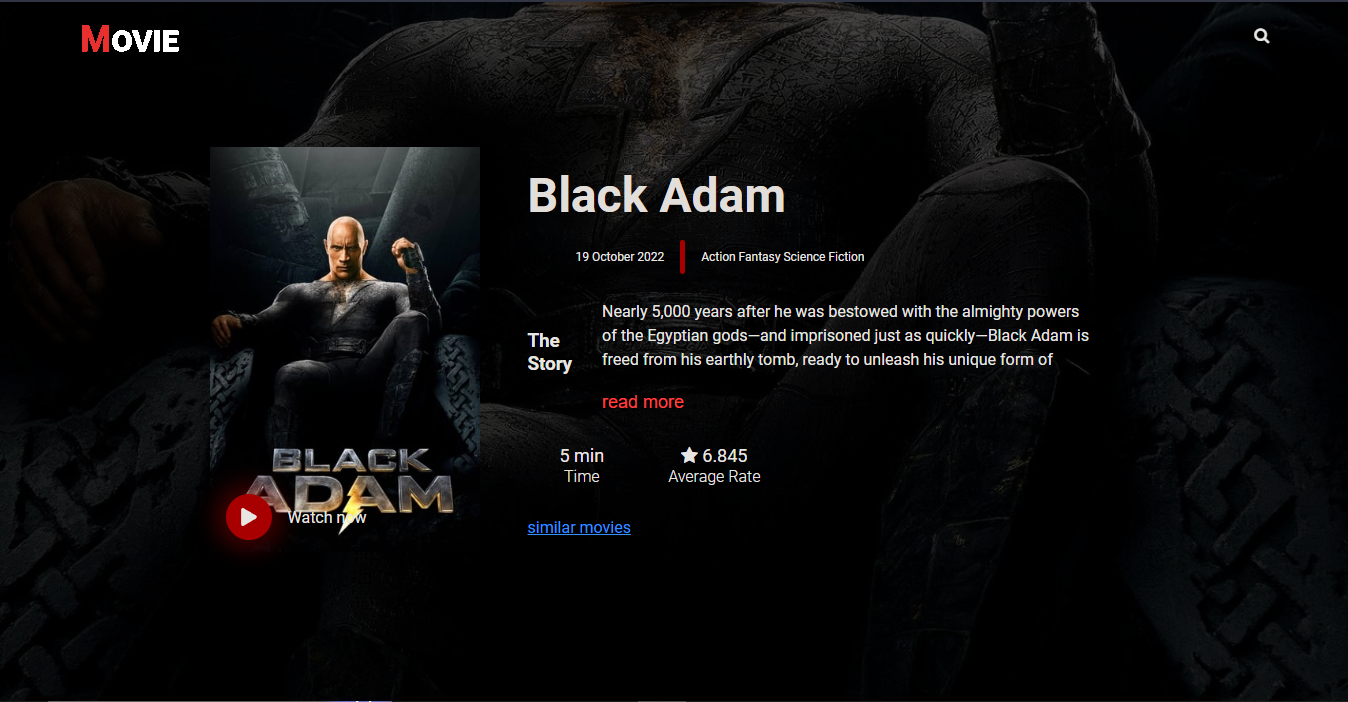 MOVIE
Black Adam
19 October 2022
Action Fantasy Science Fiction
The
Story
Nearly 5,000 years after he was bestowed with the almighty powers
of the Egyptian gods—and imprisoned just as quickly—Black Adam is
freed from his earthly tomb, ready to unleash his unique form of
read more
5 min
Time
6.845
Average Rate
similar movies
BLACK
ADAM
Watch now